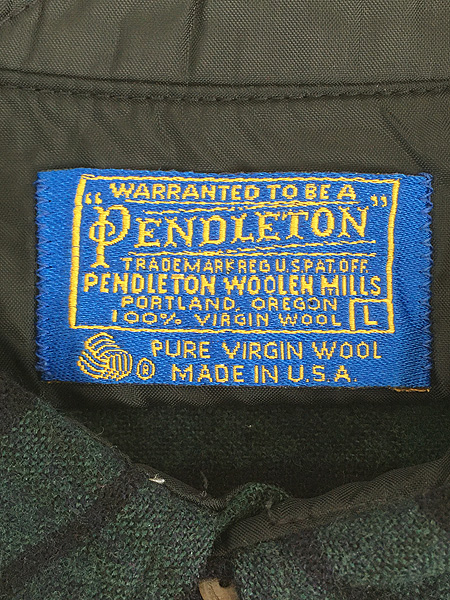 WARRANTED TO BE A
"PENDLETON"
TRADEMARK REG U.S. PAT. OFF.
PENDLETON WOOLEN MILLS
PORTLAND, OREGON
100% VIRGIN WOOL L
® PURE VIRGIN WOOL
MADE IN U.S.A.